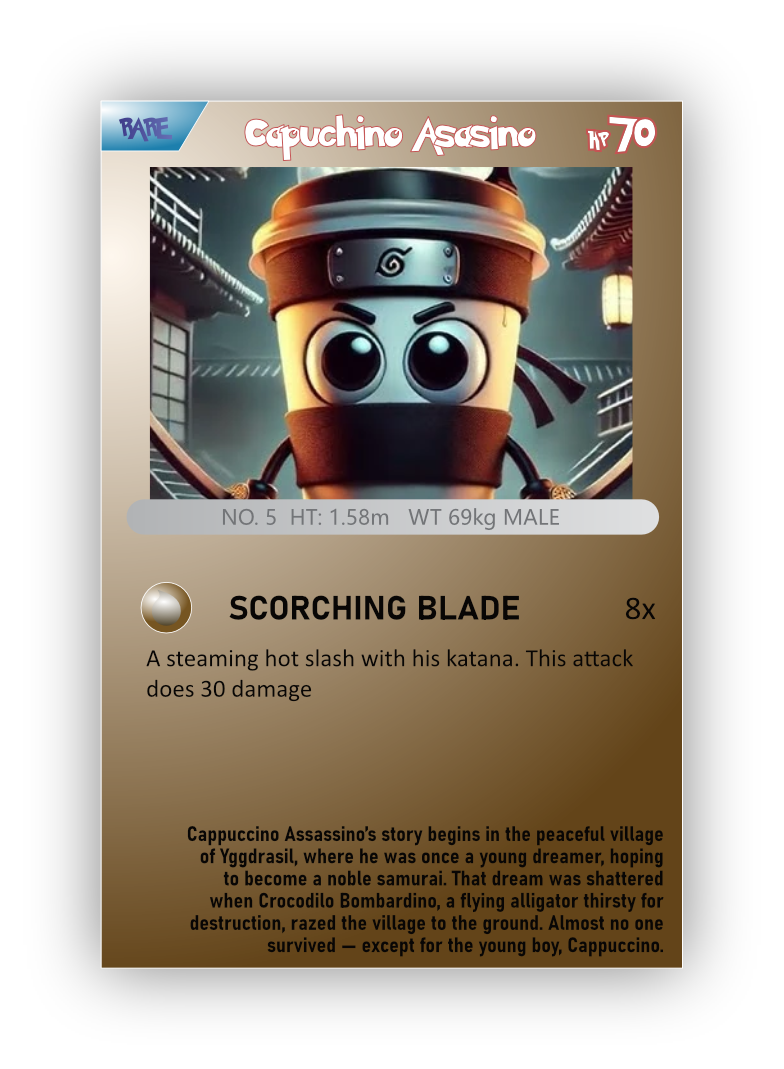 RARE
Capuchino Asasino
HP 70
NO. 5 HT: 1.58m WT 69kg MALE
SCORCHING BLADE
8x
A steaming hot slash with his katana. This attack
does 30 damage
Cappuccino Assassino's story begins in the peaceful village
of Yggdrasil, where he was once a young dreamer, hoping
to become a noble samurai. That dream was shattered
when Crocodilo Bombardino, a flying alligator thirsty for
destruction, razed the village to the ground. Almost no one
survived — except for the young boy, Cappuccino.